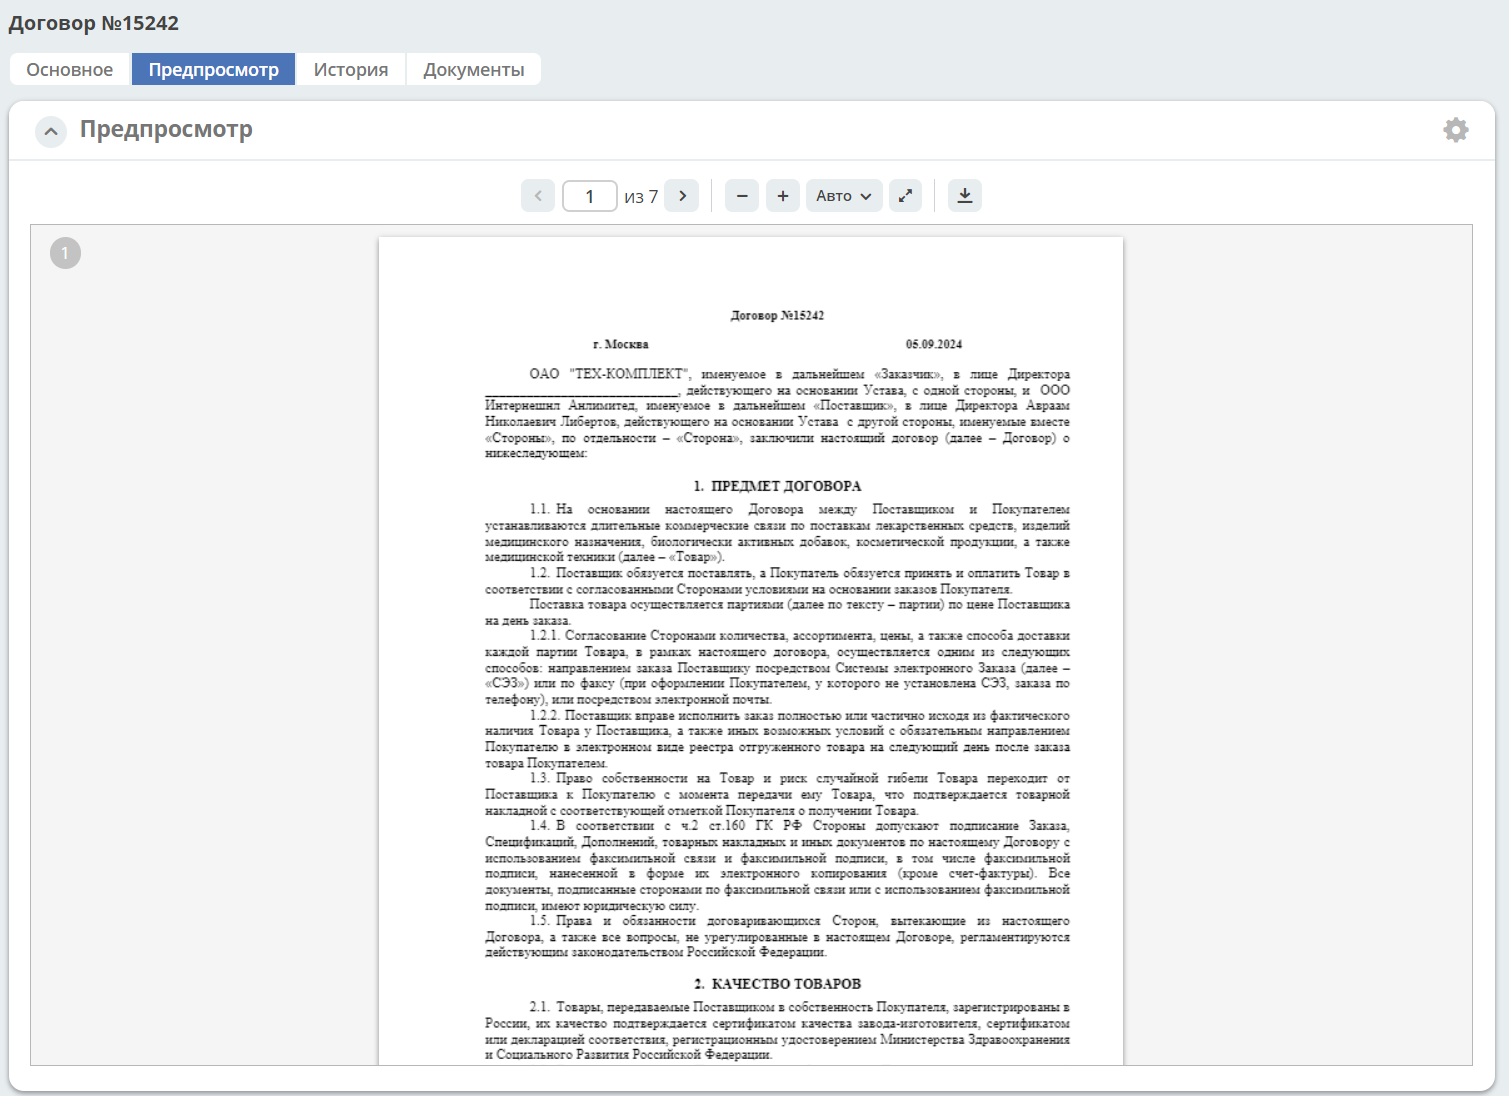 Договор №15242
Основное
Предпросмотр
История
Документы
Предпросмотр
1 из 7
Авто
1
Договор №15242
г. Москва 05.09.2024
ОАО "ТЕХ-КОМПЛЕКТ", именуемое в дальнейшем «Заказчик», в лице Директора
____________________________, действующего на основании Устава, с одной стороны, и ООО
Интернешнл Анлимитед, именуемое в дальнейшем «Поставщик», в лице Директора Авраам
Николаевич Либертов, действующего на основании Устава с другой стороны, именуемые вместе
«Стороны», по отдельности – «Сторона», заключили настоящий договор (далее – Договор) о
нижеследующем:
1. ПРЕДМЕТ ДОГОВОРА
1.1. На основании настоящего Договора между Поставщиком и Покупателем
устанавливаются длительные коммерческие связи по поставкам лекарственных средств, изделий
медицинского назначения, биологически активных добавок, косметической продукции, а также
медицинской техники (далее – «Товар»).
1.2. Поставщик обязуется поставлять, а Покупатель обязуется принять и оплатить Товар в
соответствии с согласованными Сторонами условиями на основании заказов Покупателя.
Поставка товара осуществляется партиями (далее по тексту – партии) по цене Поставщика
на день заказа.
1.2.1. Согласование Сторонами количества, ассортимента, цены, а также способа доставки
каждой партии Товара, в рамках настоящего договора, осуществляется одним из следующих
способов: направлением заказа Поставщику посредством Системы электронного Заказа (далее –
«СЭЗ») или по факсу (при оформлении Покупателем, у которого не установлена СЭЗ, заказа по
телефону), или посредством электронной почты.
1.2.2. Поставщик вправе исполнить заказ полностью или частично исходя из фактического
наличия Товара у Поставщика, а также иных возможных условий с обязательным направлением
Покупателю в электронном виде реестра отгруженного товара на следующий день после заказа
товара Покупателем.
1.3. Право собственности на Товар и риск случайной гибели Товара переходит от
Поставщика к Покупателю с момента передачи ему Товара, что подтверждается товарной
накладной с соответствующей отметкой Покупателя о получении Товара.
1.4. В соответствии с ч.2 ст.160 ГК РФ Стороны допускают подписание Заказа,
Спецификаций, Дополнений, товарных накладных и иных документов по настоящему Договору с
использованием факсимильной связи и факсимильной подписи, в том числе факсимильной
подписи, нанесенной в форме их электронного копирования (кроме счет-фактуры). Все
документы, подписанные сторонами по факсимильной связи или с использованием факсимильной
подписи, имеют юридическую силу.
1.5. Права и обязанности договаривающихся Сторон, вытекающие из настоящего
Договора, а также все вопросы, не урегулированные в настоящем Договоре, регламентируются
действующим законодательством Российской Федерации.
2. КАЧЕСТВО ТОВАРОВ
2.1. Товары, передаваемые Поставщиком в собственность Покупателя, зарегистрированы в
России, их качество подтверждается сертификатом качества завода-изготовителя, сертификатом
или декларацией соответствия, регистрационным удостоверением Министерства Здравоохранения
и Социального Развития Российской Федерации.